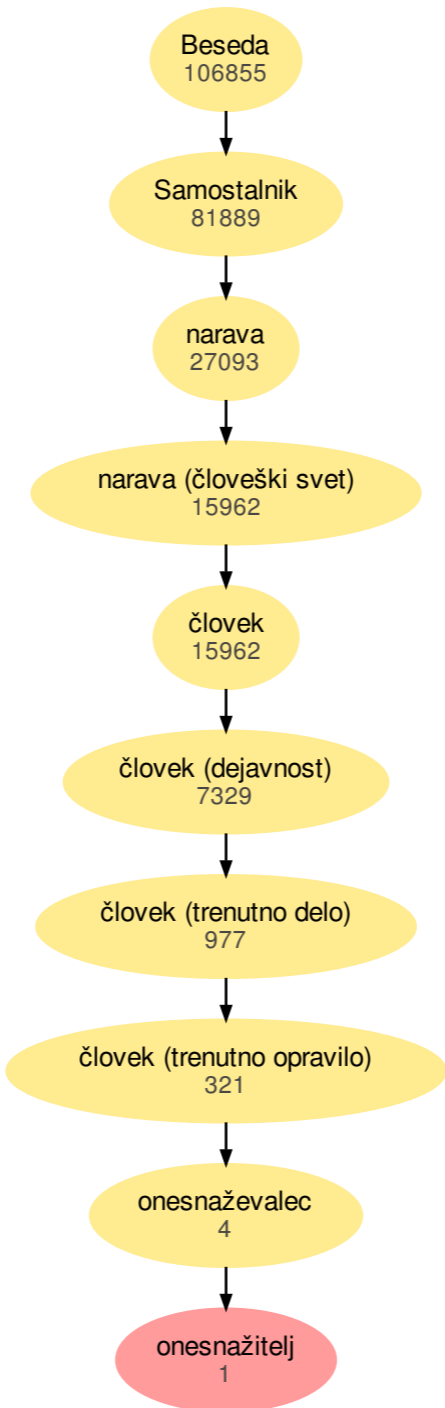 Beseda
106855
Samostalnik
81889
narava
27093
narava (človeški svet)
15962
človek
15962
človek (dejavnost)
7329
človek (trenutno delo)
977
človek (trenutno opravilo)
321
onesnaževalec
4
onesnažitelj
1